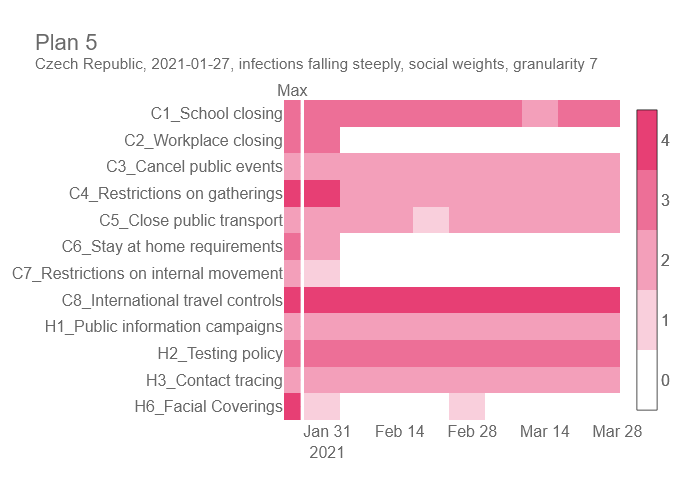 Plan 5
Czech Republic, 2021-01-27, infections falling steeply, social weights, granularity 7
Max
C1_School closing
C2_Workplace closing
C3_Cancel public events
C4_Restrictions on gatherings
C5_Close public transport
C6_Stay at home requirements
C7_Restrictions on internal movement
C8_International travel controls
H1_Public information campaigns
H2_Testing policy
H3_Contact tracing
H6_Facial Coverings
4
3
2
1
0
Jan 31 Feb 14 Feb 28 Mar 14 Mar 28
2021